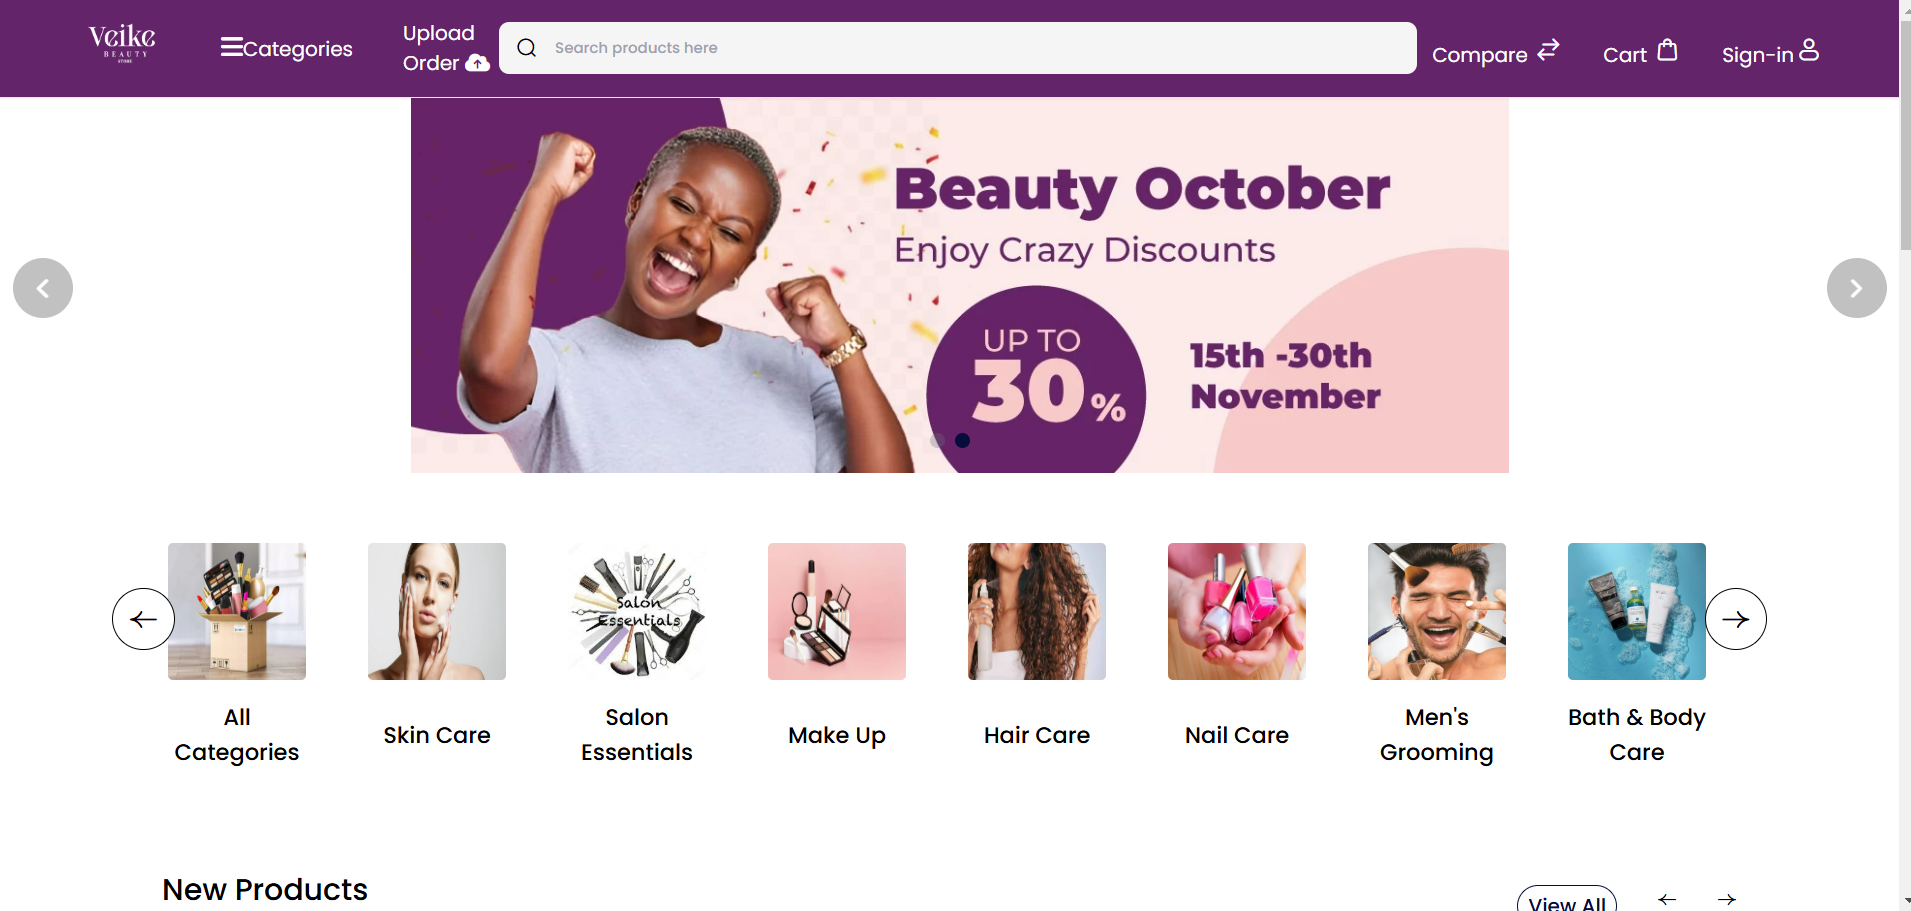 Veike
BEAUTY
STORE
Categories
Upload
Order
Search products here
Compare
Cart
Sign-in
Beauty October
Enjoy Crazy Discounts
UP TO
30%
15th -30th
November
Salon
Essentials
All
Categories
Skin Care
Salon
Essentials
Make Up
Hair Care
Nail Care
Men's
Grooming
Bath & Body
Care
New Products
View All